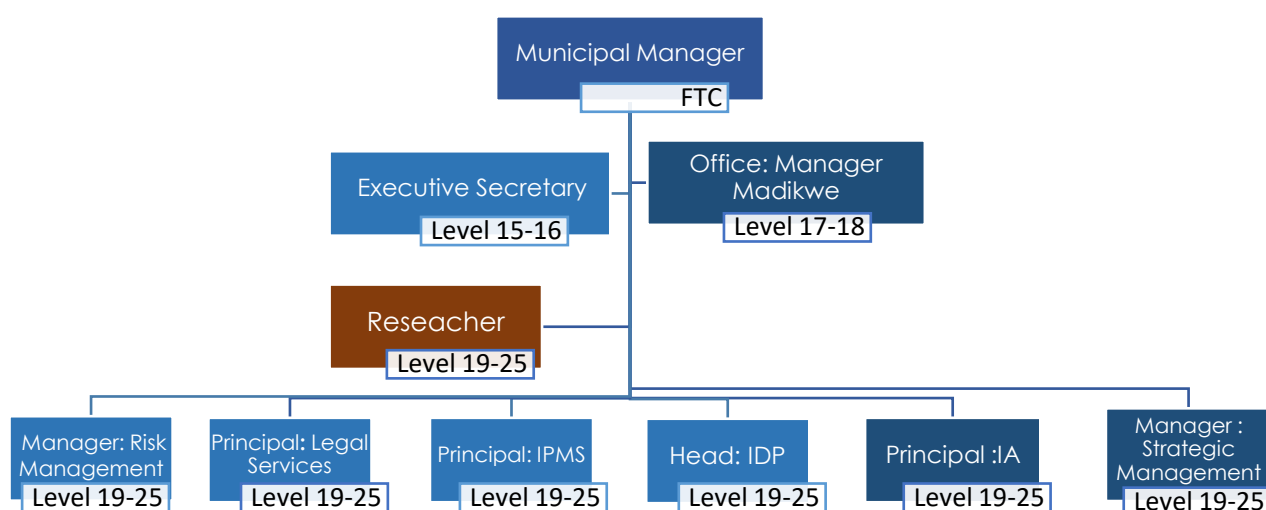 Municipal Manager
FTC
Executive Secretary
Level 15-16
Office: Manager
Madikwe
Level 17-18
Reseacher
Level 19-25
Manager: Risk
Management
Level 19-25
Principal: Legal
Services
Level 19-25
Principal: IPMS
Level 19-25
Head: IDP
Level 19-25
Principal :IA
Level 19-25
Manager :
Strategic
Management
Level 19-25